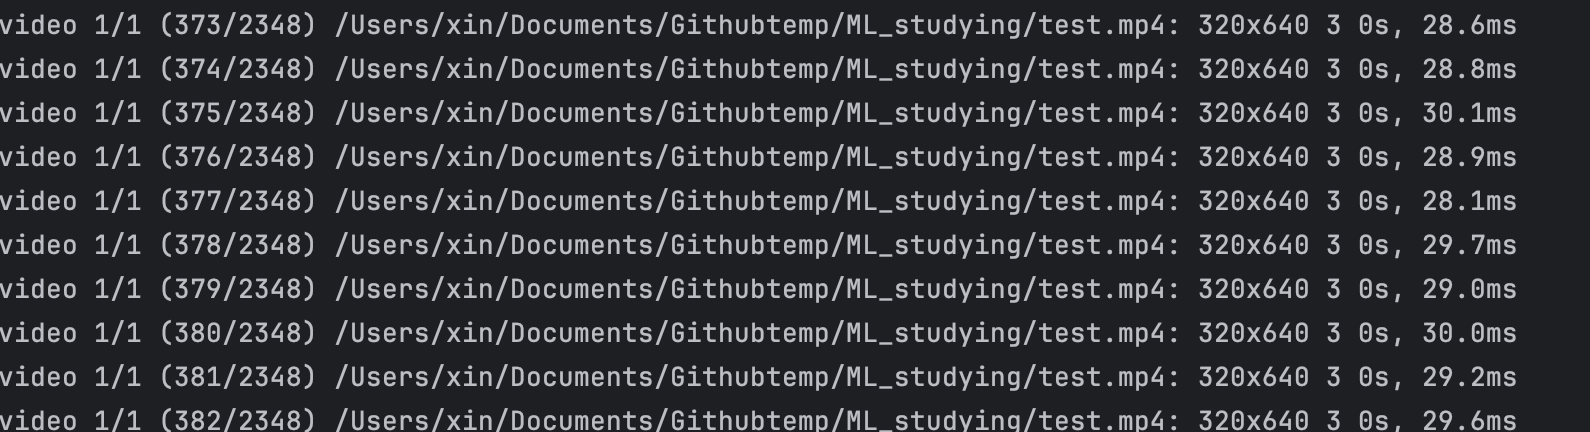 video 1/1 (373/2348) /Users/xin/Documents/Githubtemp/ML_studying/test.mp4: 320x640 3 0s, 28.6ms
video 1/1 (374/2348) /Users/xin/Documents/Githubtemp/ML_studying/test.mp4: 320x640 3 0s, 28.8ms
video 1/1 (375/2348) /Users/xin/Documents/Githubtemp/ML_studying/test.mp4: 320x640 3 0s, 30.1ms
video 1/1 (376/2348) /Users/xin/Documents/Githubtemp/ML_studying/test.mp4: 320x640 3 0s, 28.9ms
video 1/1 (377/2348) /Users/xin/Documents/Githubtemp/ML_studying/test.mp4: 320x640 3 0s, 28.1ms
video 1/1 (378/2348) /Users/xin/Documents/Githubtemp/ML_studying/test.mp4: 320x640 3 0s, 29.7ms
video 1/1 (379/2348) /Users/xin/Documents/Githubtemp/ML_studying/test.mp4: 320x640 3 0s, 29.0ms
video 1/1 (380/2348) /Users/xin/Documents/Githubtemp/ML_studying/test.mp4: 320x640 3 0s, 30.0ms
video 1/1 (381/2348) /Users/xin/Documents/Githubtemp/ML_studying/test.mp4: 320x640 3 0s, 29.2ms
video 1/1 (382/2348) /Users/xin/Documents/Githubtemp/ML_studying/test.mp4: 320x640 3 0s, 29.6ms